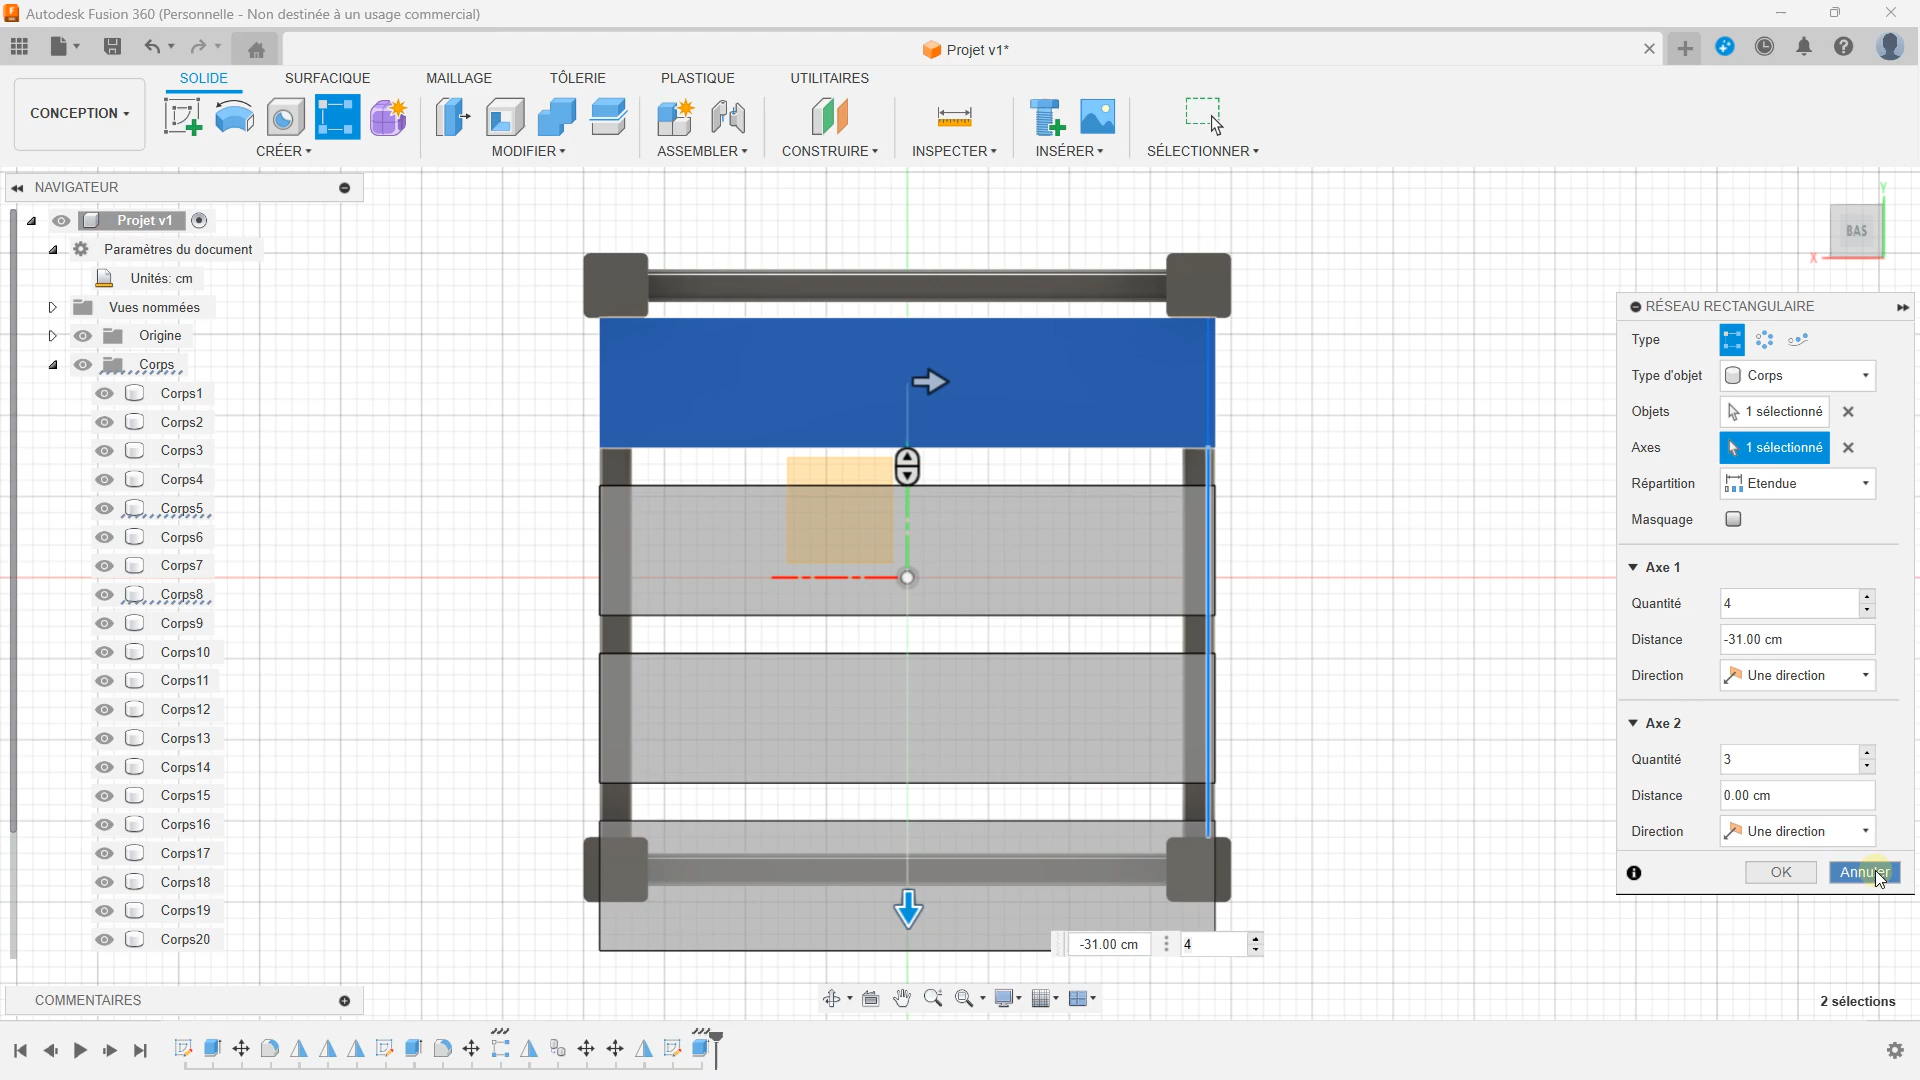 Autodesk Fusion 360 (Personnelle - Non destinée à un usage commercial)
Projet v1*
SOLIDE SURFACIQUE MAILLAGE TÔLERIE PLASTIQUE UTILITAIRES
CONCEPTION
CRÉER MODIFIER ASSEMBLER CONSTRUIRE INSPECTER INSÉRER SÉLECTIONNER
NAVIGATEUR
Projet v1
Paramètres du document
Unités: cm
Vues nommées
Origine
Corps
Corps1
Corps2
Corps3
Corps4
Corps5
Corps6
Corps7
Corps8
Corps9
Corps10
Corps11
Corps12
Corps13
Corps14
Corps15
Corps16
Corps17
Corps18
Corps19
Corps20
COMMENTAIRES
Y
BAS
X
RÉSEAU RECTANGULAIRE
Type
Type d'objet Corps
Objets 1 sélectionné
Axes 1 sélectionné
Répartition Etendue
Masquage
Axe 1
Quantité 4
Distance -31.00 cm
Direction Une direction
Axe 2
Quantité 3
Distance 0.00 cm
Direction Une direction
OK Annuler
-31.00 cm 4
2 sélections